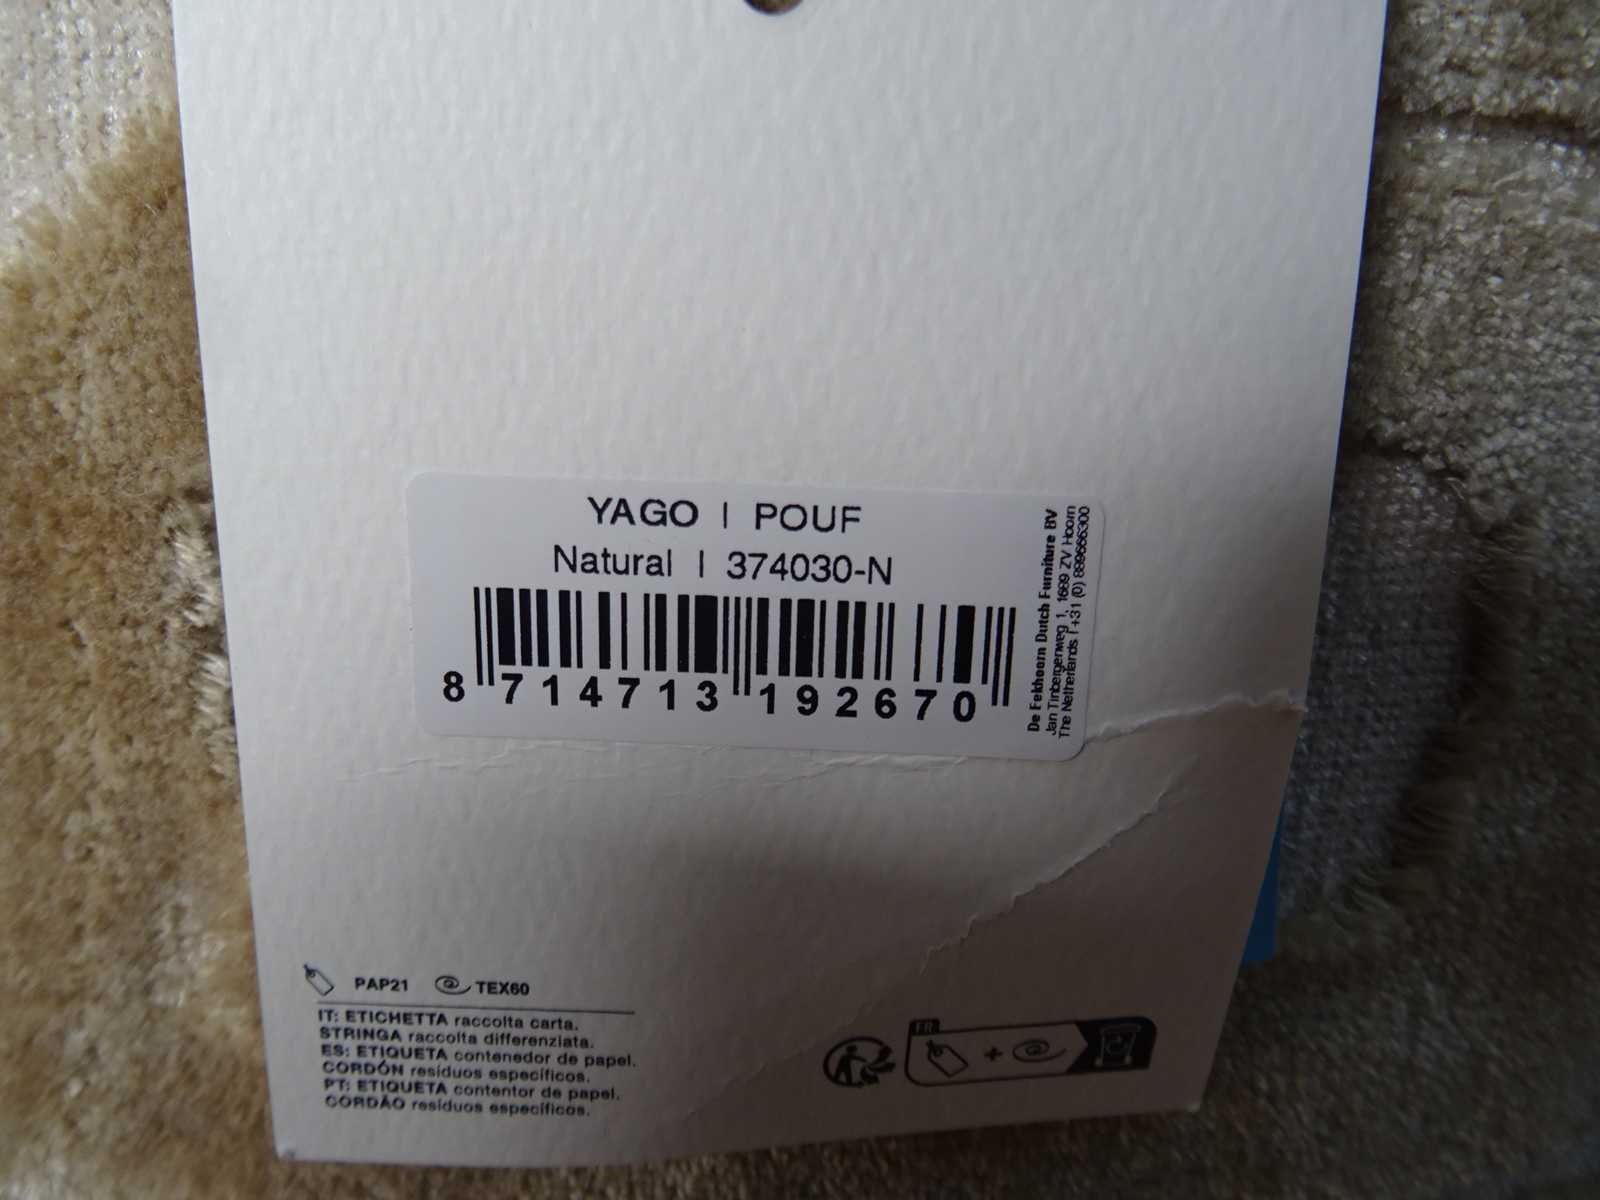 YAGO | POUF
Natural | 374030-N
8 714713 192670
De Eekhoorn Dutch Furniture BV
Jan Tinbergenweg 1, 1689 ZV Hoorn
The Netherlands | +31 (0) 889666300
PAP21 TEX60
IT: ETICHETTA raccolta carta.
STRINGA raccolta differenziata.
ES: ETIQUETA contenedor de papel.
CORDÓN residuos específicos.
PT: ETIQUETA contentor de papel.
CORDÃO resíduos específicos.
FR
+